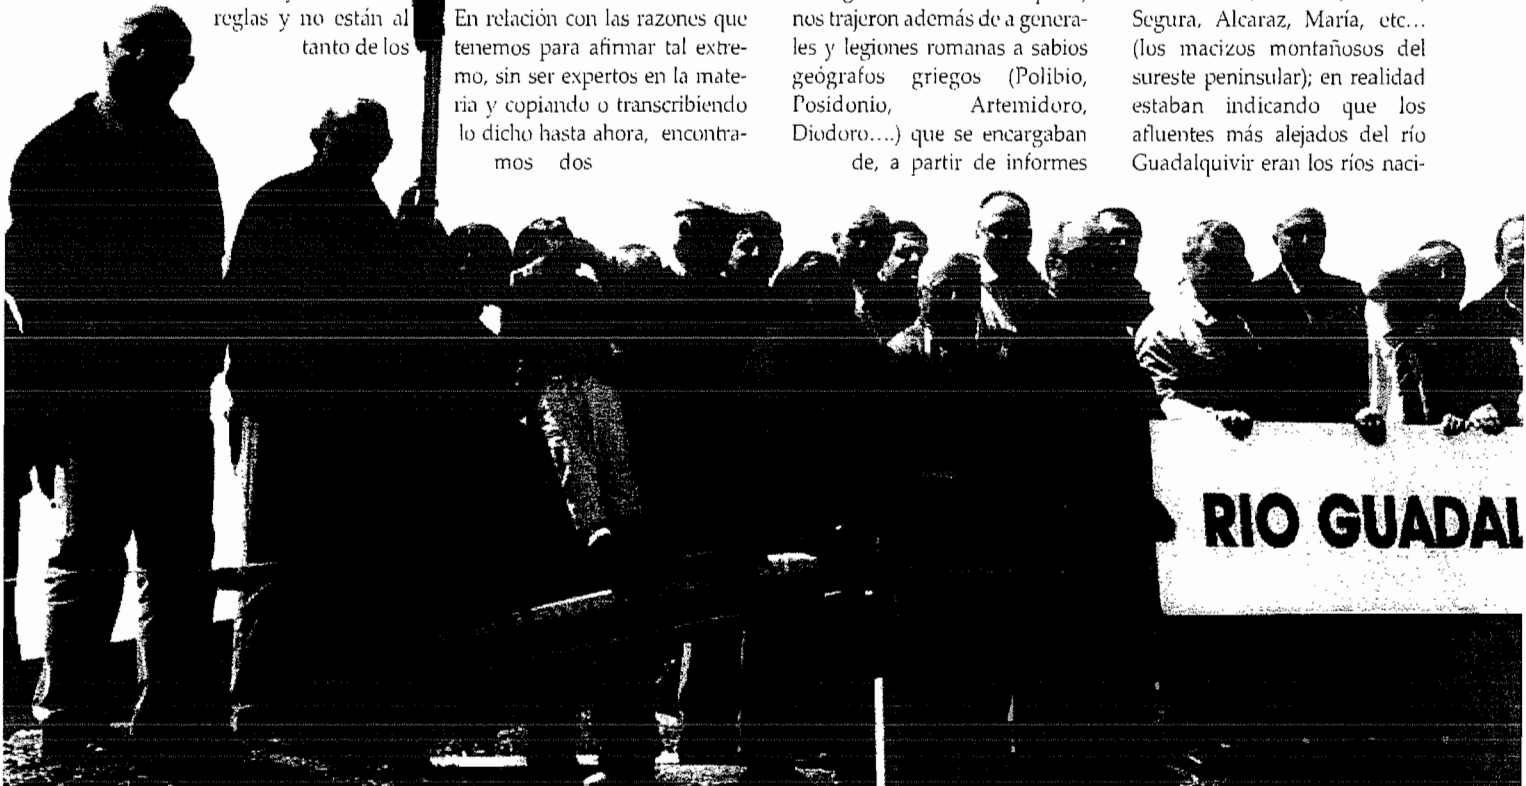 reglas y no están al
tanto de los
En relación con las razones que
tenemos para afirmar tal extre-
mo, sin ser expertos en la mate-
ria y copiando o transcribiendo
lo dicho hasta ahora, encontra-
mos dos
nos trajeron además de a genera-
les y legiones romanas a sabios
geógrafos griegos (Polibio,
Posidonio, Artemidoro,
Diodoro....) que se encargaban
de, a partir de informes
Segura, Alcaraz, María, etc...
(los macizos montañosos del
sureste peninsular); en realidad
estaban indicando que los
afluentes más alejados del río
Guadalquivir eran los ríos naci-
RIO GUADAL